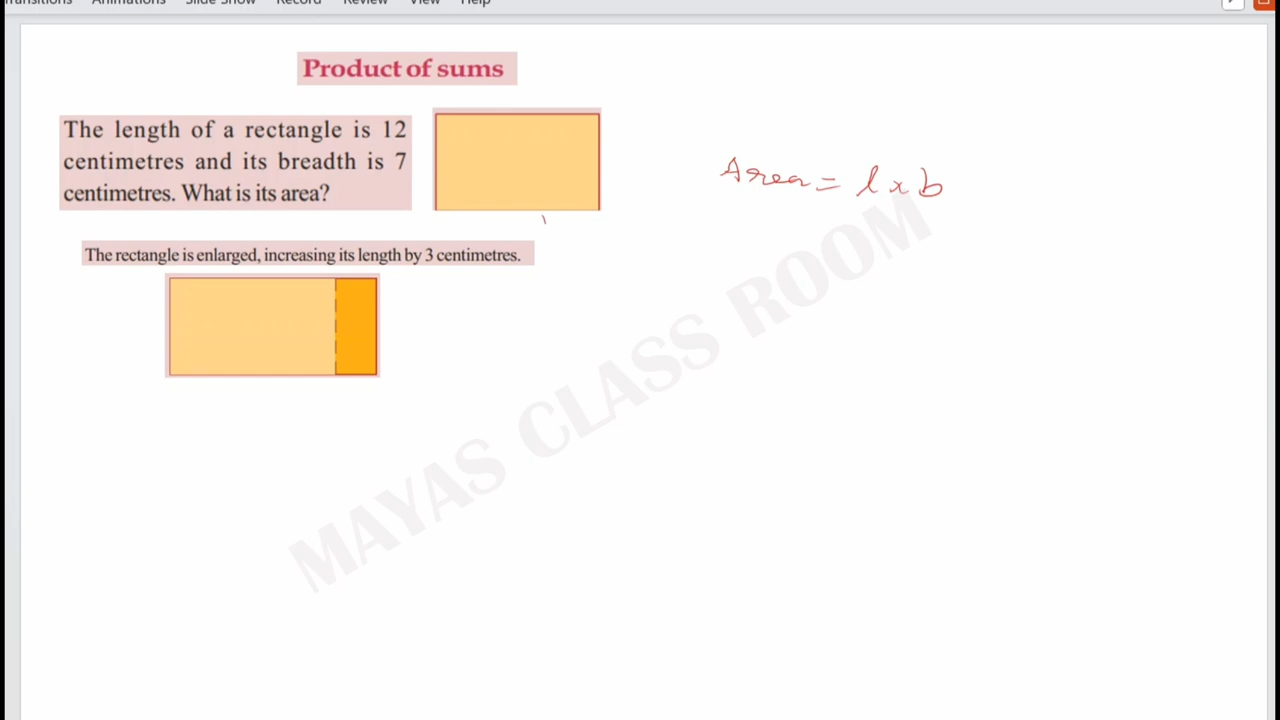 Transitions Animations Slide Show Record Review View Help
Product of sums
The length of a rectangle is 12
centimetres and its breadth is 7
centimetres. What is its area?
Area = l x b
The rectangle is enlarged, increasing its length by 3 centimetres.
MAYAS CLASS ROOM